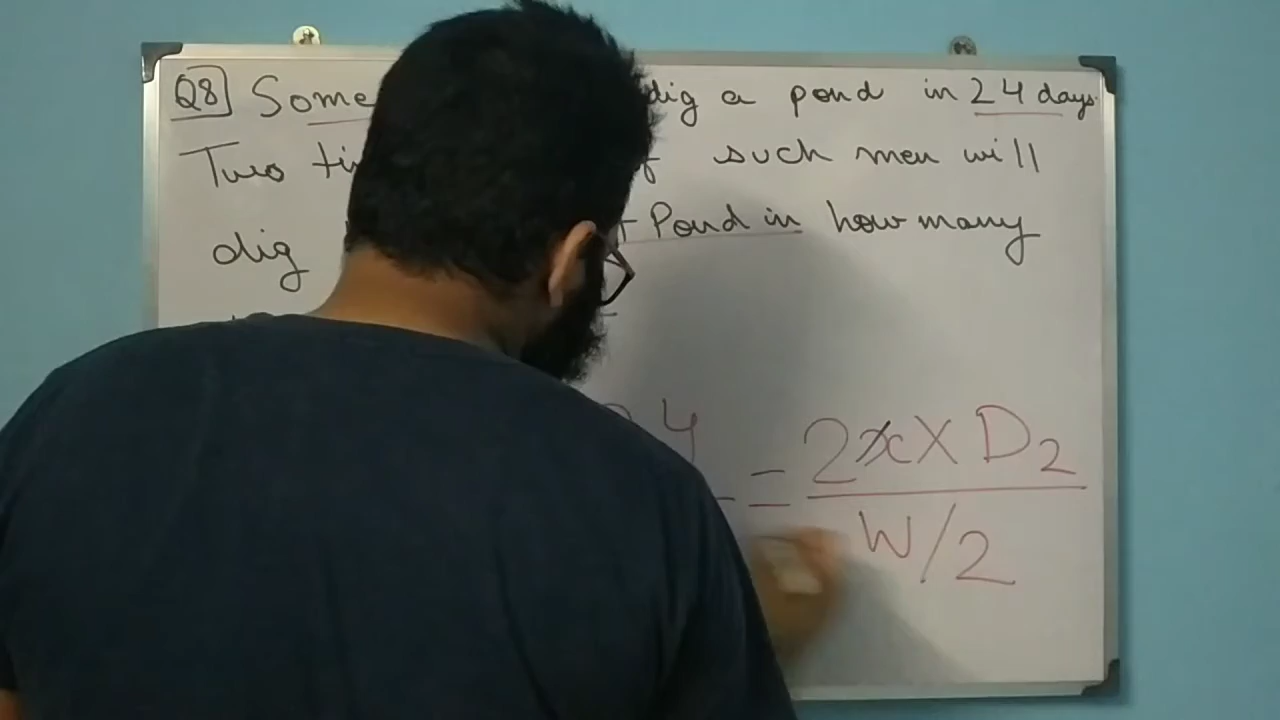 Q8] Some dig a pond in 24 days.
Two such men will
dig Pond in how many
4 = 2x X D2
W/2